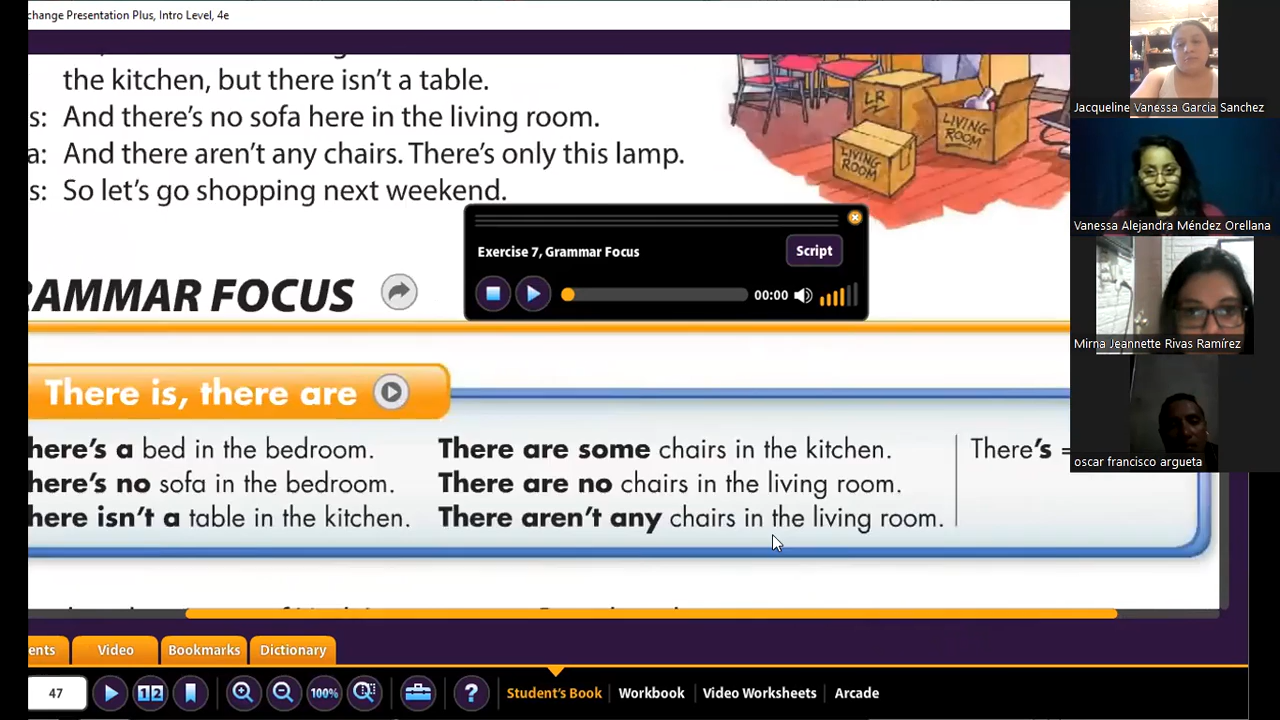 change Presentation Plus, Intro Level, 4e
the kitchen, but there isn't a table.
s: And there's no sofa here in the living room.
a: And there aren't any chairs. There's only this lamp.
s: So let's go shopping next weekend.
LR
LIVING ROOM
LIVING ROOM
Exercise 7, Grammar Focus
Script
00:00
RAMMAR FOCUS
There is, there are
here's a bed in the bedroom.
here's no sofa in the bedroom.
here isn't a table in the kitchen.
There are some chairs in the kitchen.
There are no chairs in the living room.
There aren't any chairs in the living room.
There's =
Jacqueline Vanessa Garcia Sanchez
Vanessa Alejandra Méndez Orellana
Mirna Jeannette Rivas Ramírez
oscar francisco argueta
ents Video Bookmarks Dictionary
47 1 2 100% ? Student's Book Workbook Video Worksheets Arcade